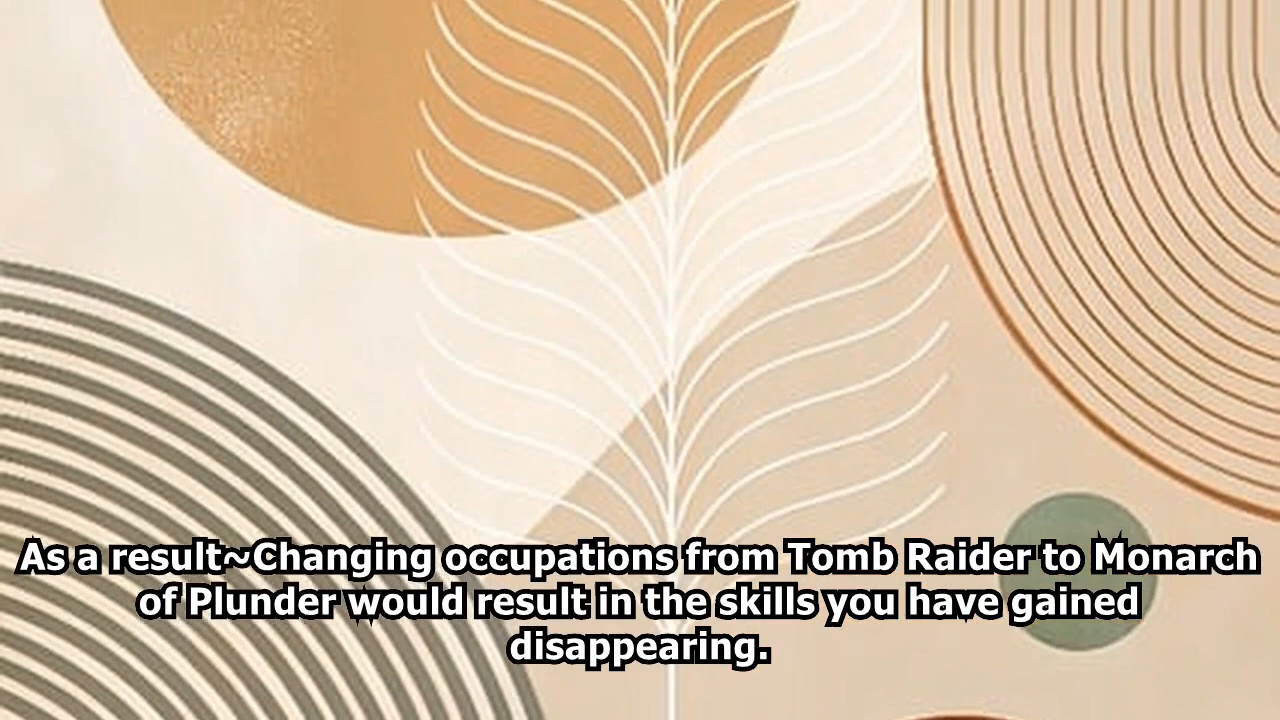 As a result~Changing occupations from Tomb Raider to Monarch
of Plunder would result in the skills you have gained
disappearing.